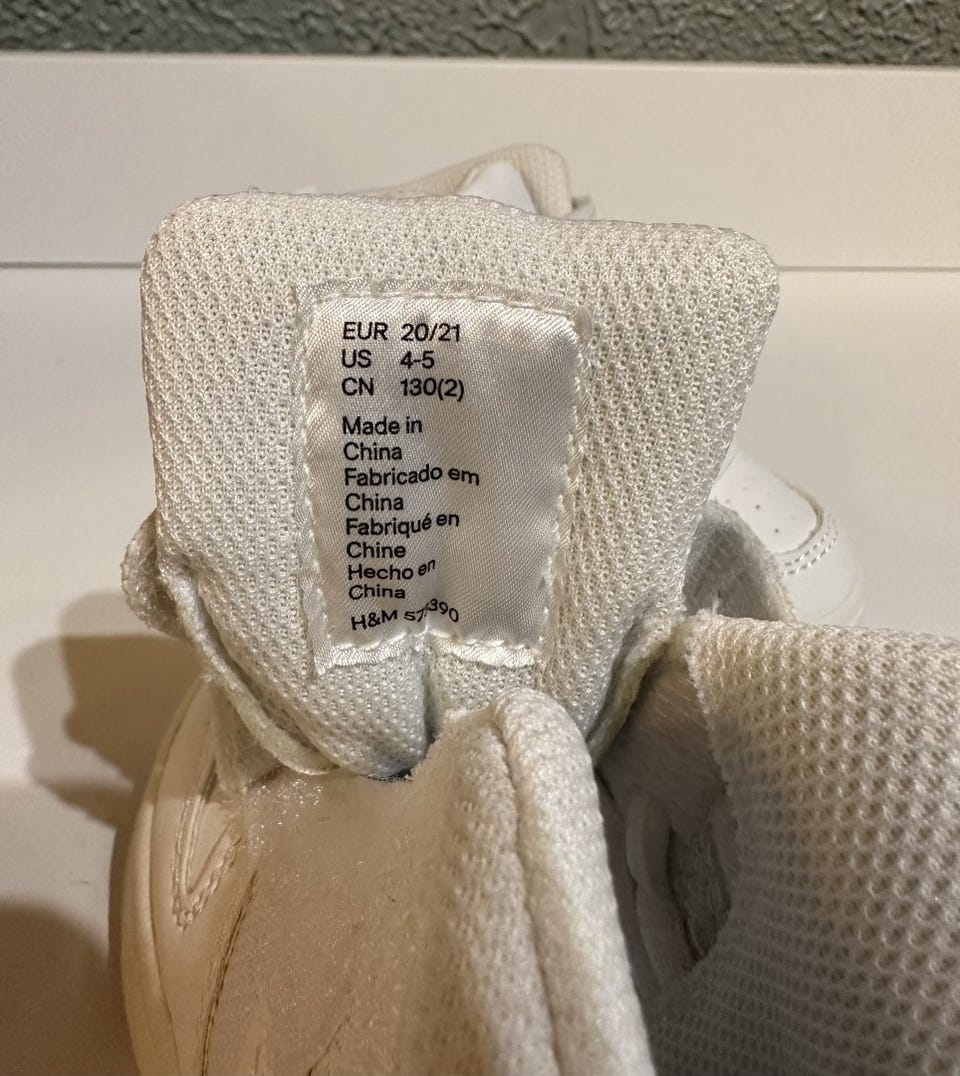 EUR 20/21
US 4-5
CN 130(2)
Made in
China
Fabricado em
China
Fabriqué en
Chine
Hecho en
China
H&M